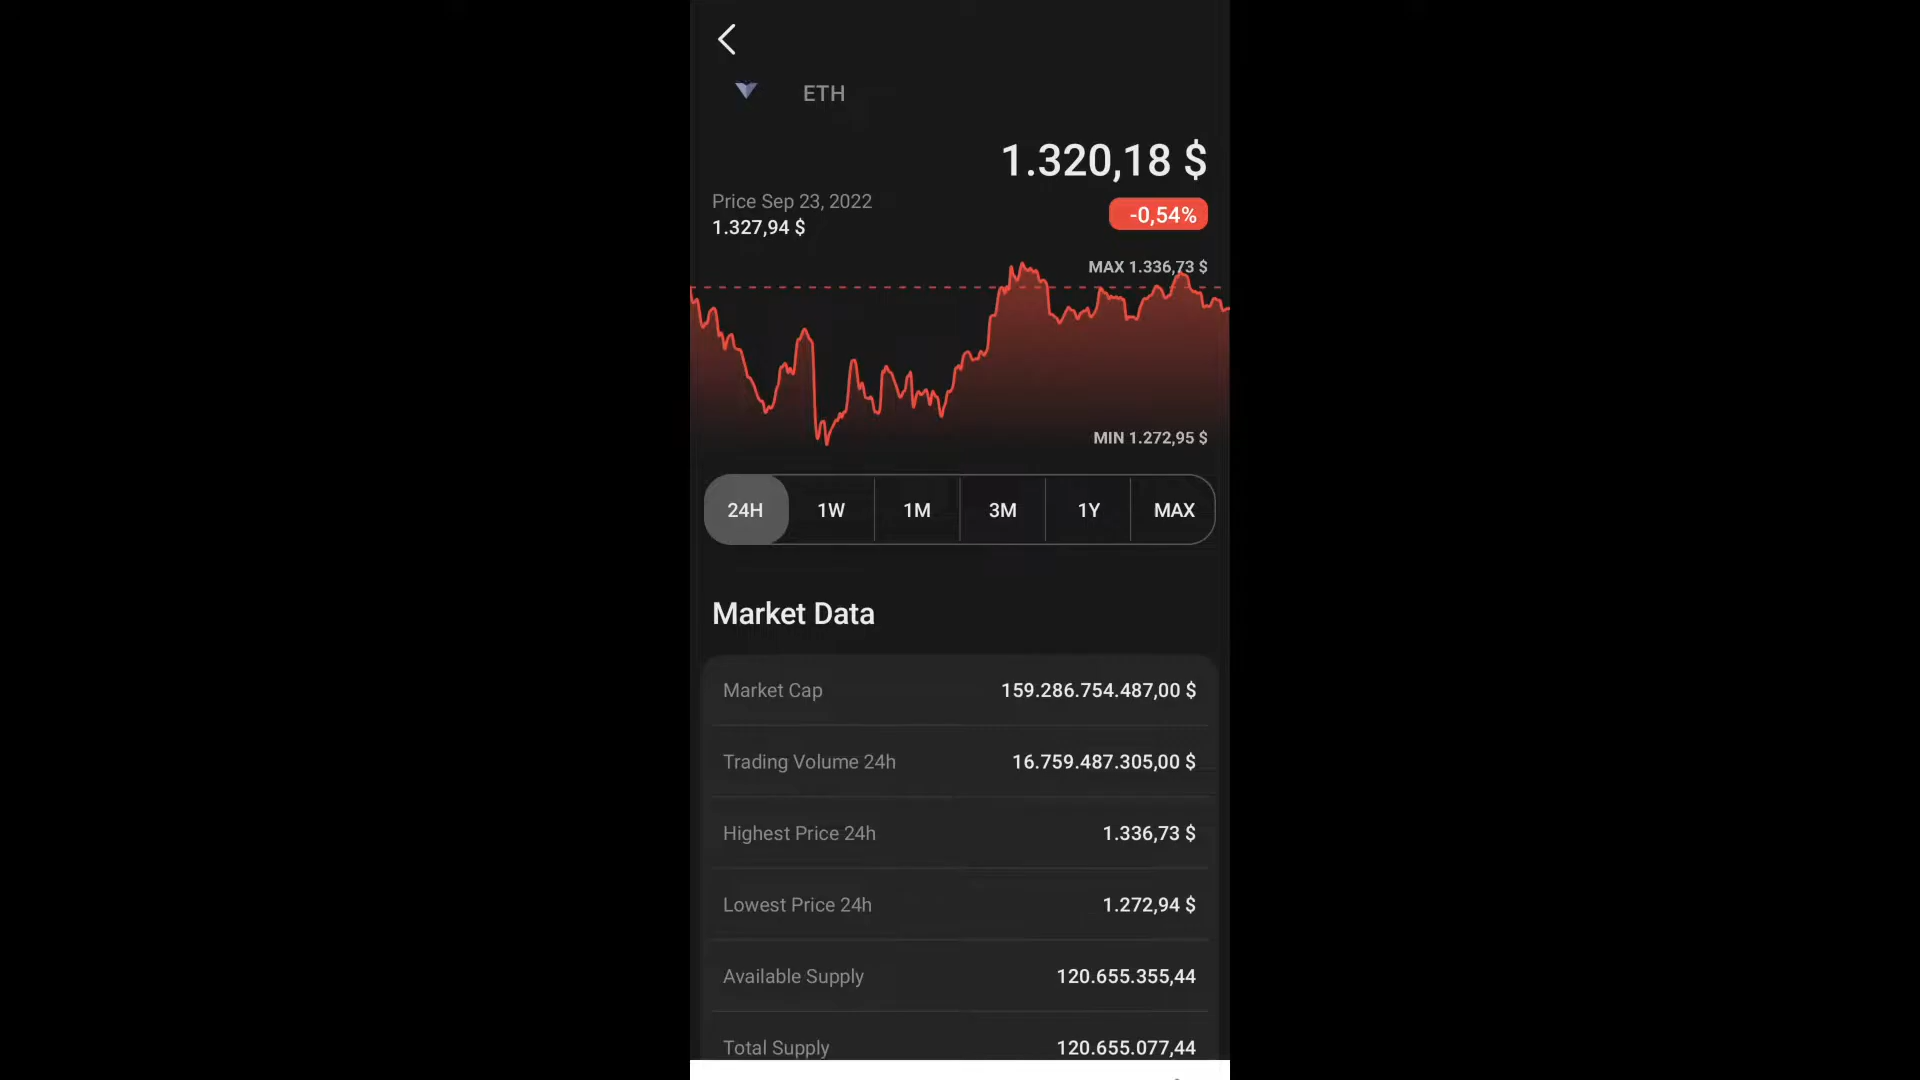 ETH
1.320,18 $
Price Sep 23, 2022
1.327,94 $
-0,54%
MAX 1.336,73 $
MIN 1.272,95 $
24H 1W 1M 3M 1Y MAX
Market Data
Market Cap 159.286.754.487,00 $
Trading Volume 24h 16.759.487.305,00 $
Highest Price 24h 1.336,73 $
Lowest Price 24h 1.272,94 $
Available Supply 120.655.355,44
Total Supply 120.655.077,44